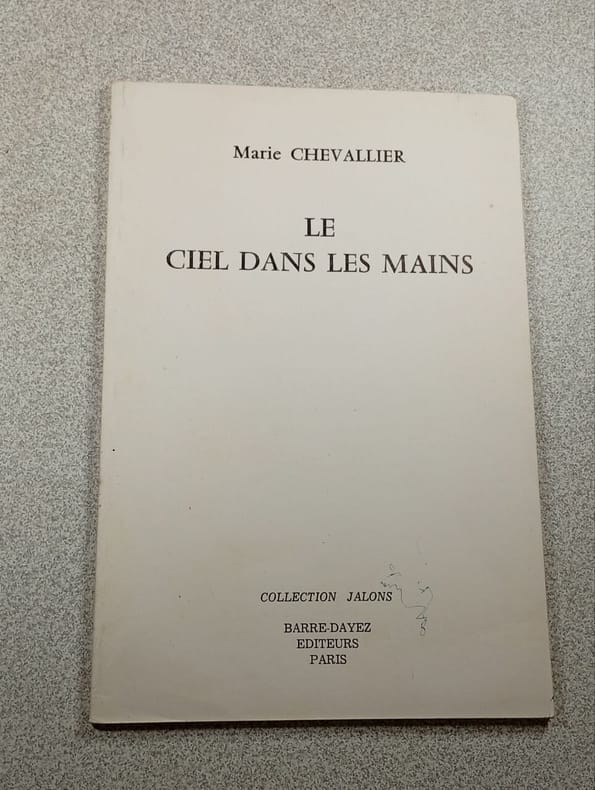 Marie CHEVALLIER
LE
CIEL DANS LES MAINS
COLLECTION JALONS
BARRE-DAYEZ
EDITEURS
PARIS